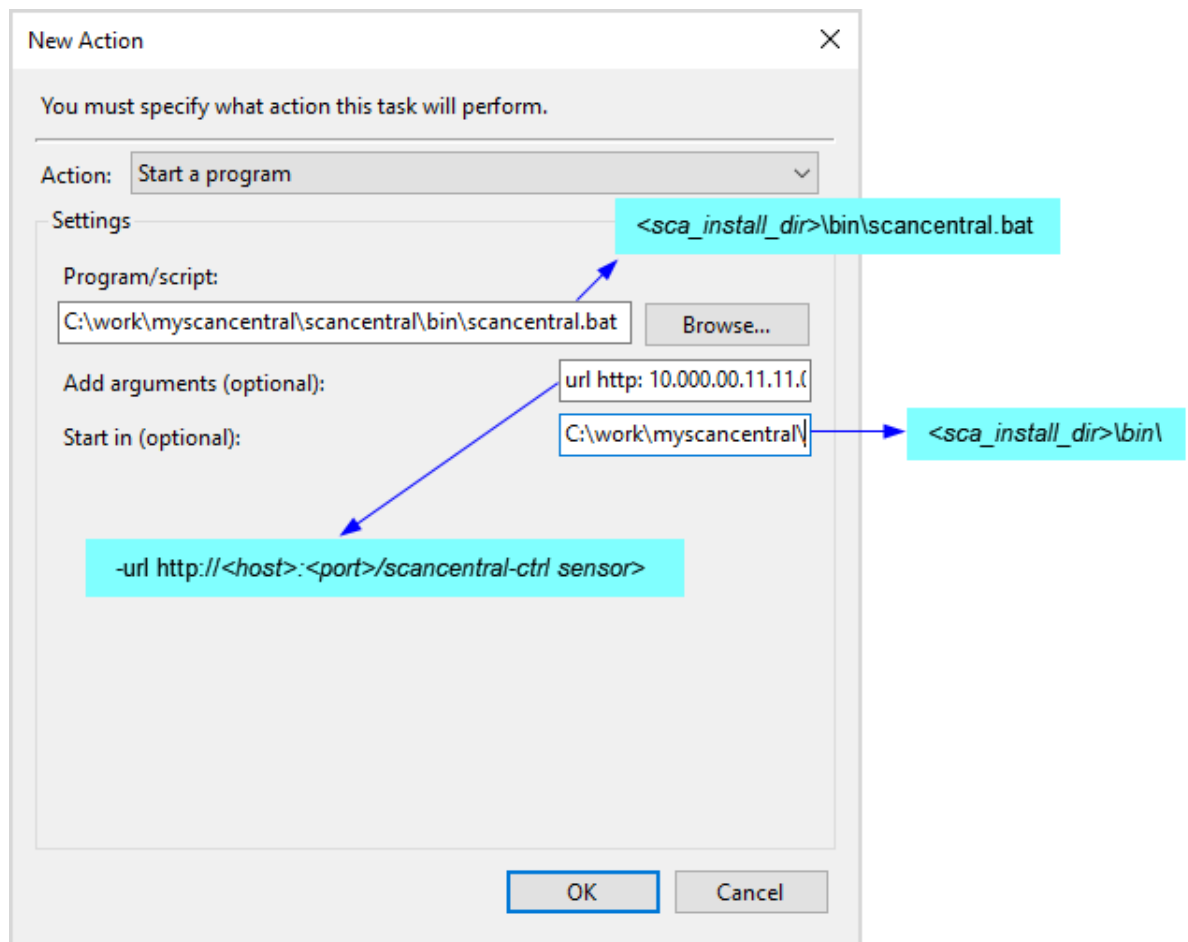 New Action
You must specify what action this task will perform.
Action: Start a program
Settings
<sca_install_dir>\bin\scancentral.bat
Program/script:
C:\work\myscancentral\scancentral\bin\scancentral.bat Browse...
Add arguments (optional): url http: 10.000.00.11.11.(
Start in (optional): C:\work\myscancentral\ <sca_install_dir>\bin\
-url http://<host>:<port>/scancentral-ctrl sensor>
OK Cancel